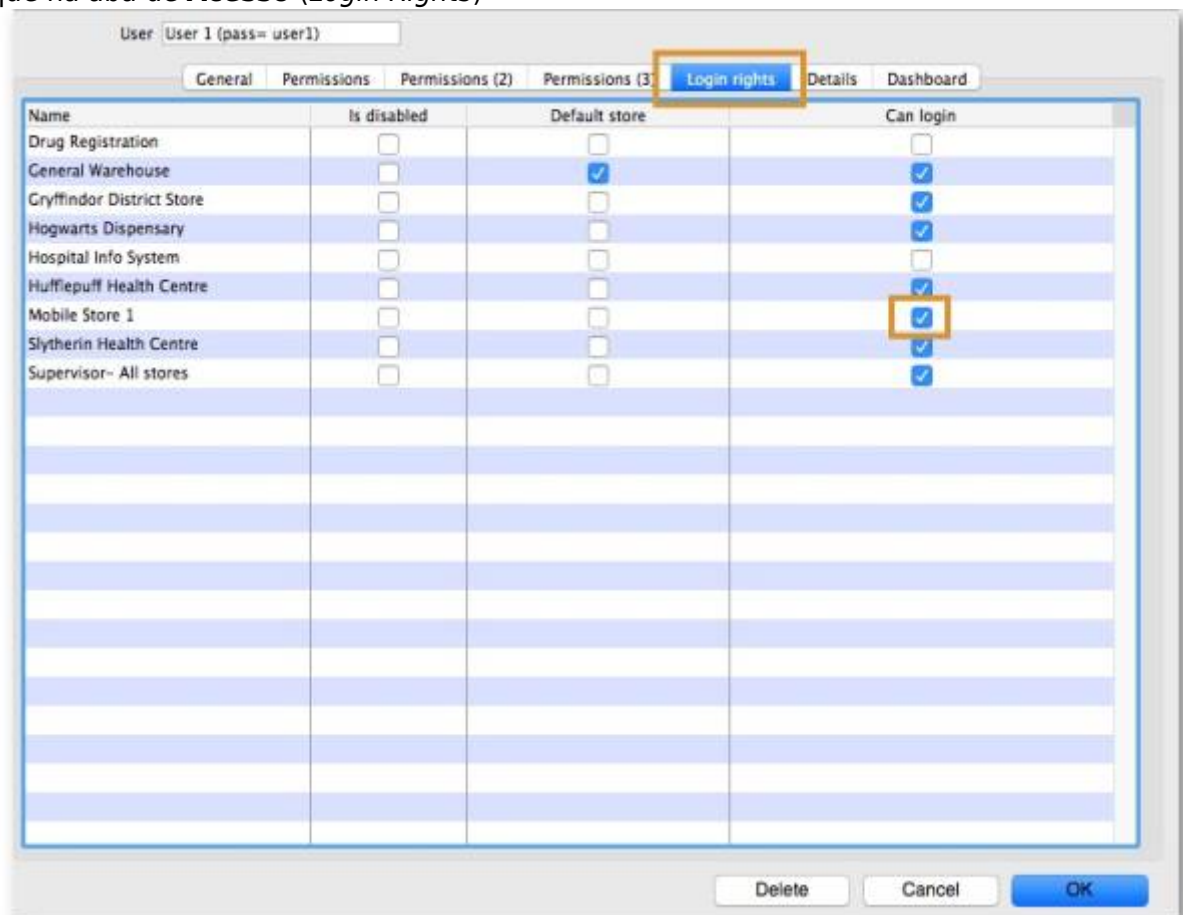 User User 1 (pass= user1)
General Permissions Permissions (2) Permissions (3) Login rights Details Dashboard
Name Is disabled Default store Can login
Drug Registration
General Warehouse
Gryffindor District Store
Hogwarts Dispensary
Hospital Info System
Hufflepuff Health Centre
Mobile Store 1
Slytherin Health Centre
Supervisor- All stores
Delete Cancel OK